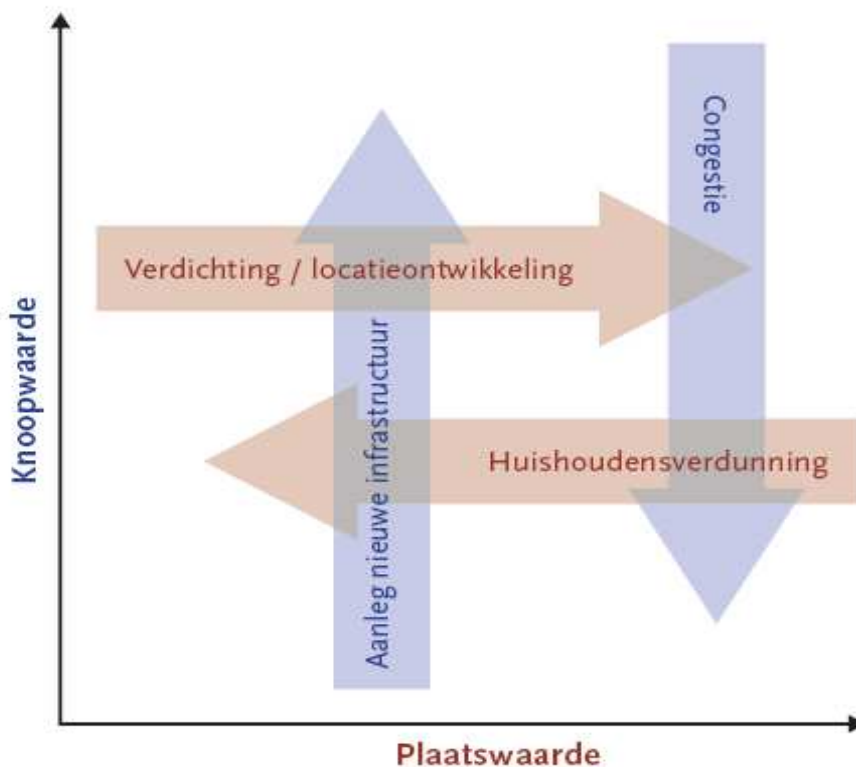 Congestie
Verdichting / locatieontwikkeling
Knoopwaarde
Aanleg nieuwe infrastructuur
Huishoudensverdunning
Plaatswaarde